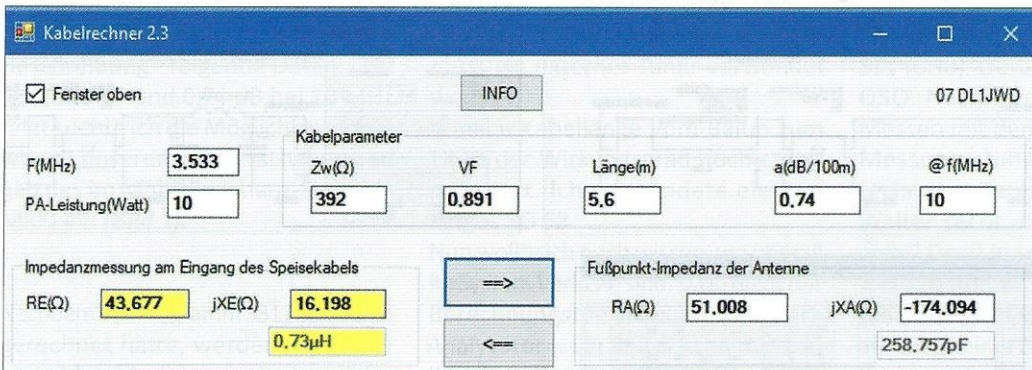 Kabelrechner 2.3
Fenster oben
INFO
07 DL1JWD
Kabelparameter
F(MHz) 3.533 Zw(Ω) VF Länge(m) a(dB/100m) @ f(MHz)
PA-Leistung(Watt) 10 392 0.891 5.6 0.74 10
Impedanzmessung am Eingang des Speisekabels
==>
Fußpunkt-Impedanz der Antenne
RE(Ω) 43.677 jXE(Ω) 16.198
RA(Ω) 51.008 jXA(Ω) -174.094
0.73µH
<==
258.757pF